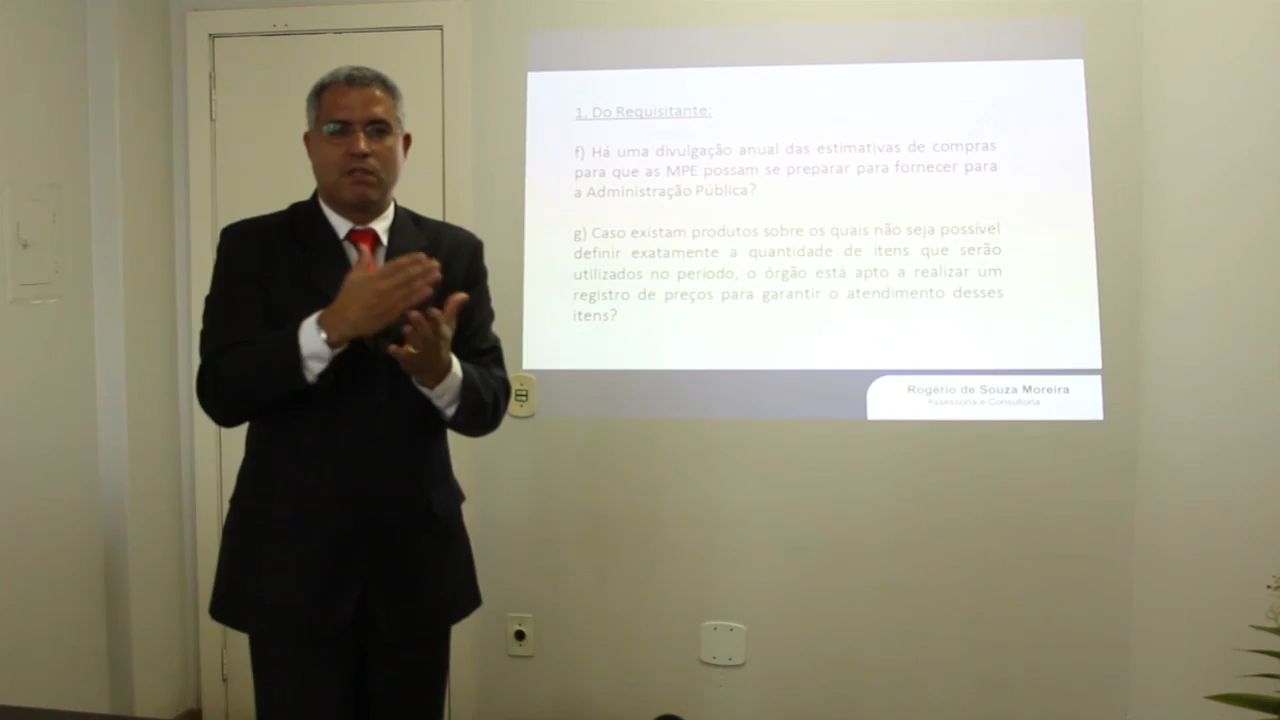 1. Do Requisitante:
f) Há uma divulgação anual das estimativas de compras
para que as MPE possam se preparar para fornecer para
a Administração Pública?
g) Caso existam produtos sobre os quais não seja possível
definir exatamente a quantidade de itens que serão
utilizados no período, o órgão está apto a realizar um
registro de preços para garantir o atendimento desses
itens?
Rogério de Souza Moreira
Assessoria e Consultoria